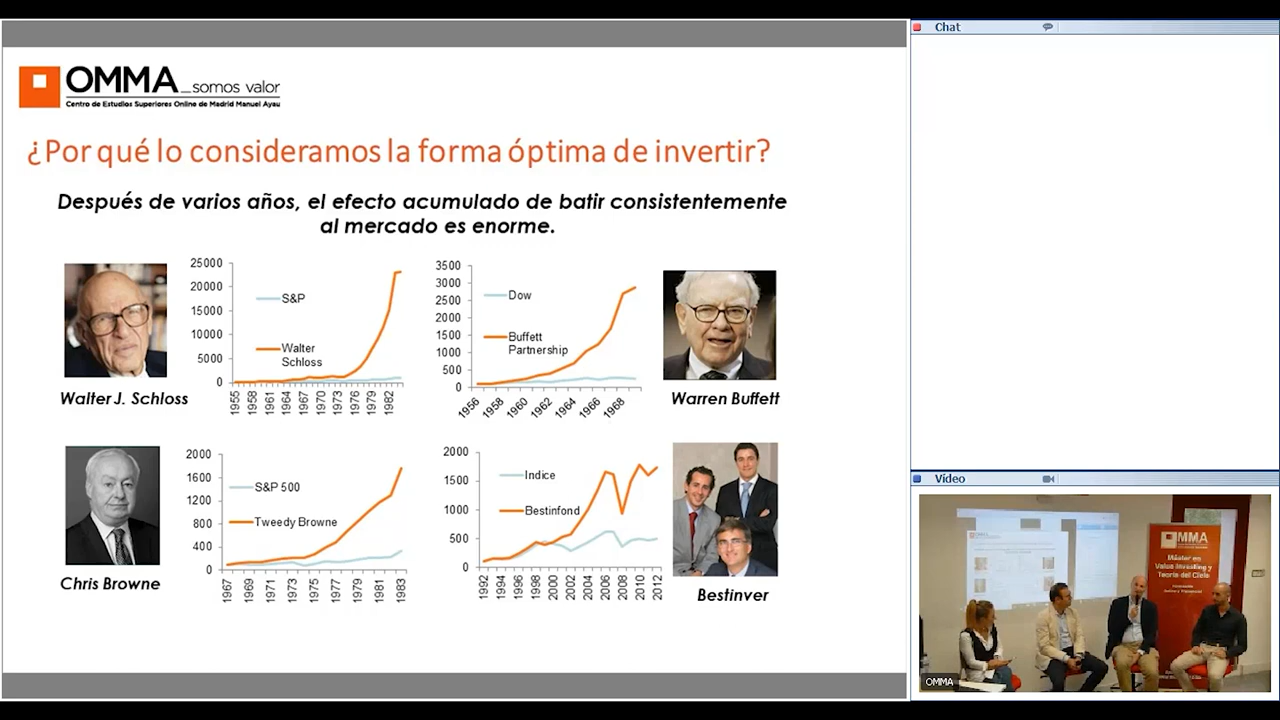 OMMA_somos valor
Centro de Estudios Superiores Online de Madrid Manuel Ayau
¿Por qué lo consideramos la forma óptima de invertir?
Después de varios años, el efecto acumulado de batir consistentemente
al mercado es enorme.
25000
20000
15000
10000
5000
0
S&P
Walter
Schloss
1955
1958
1961
1964
1967
1970
1973
1976
1979
1982
Walter J. Schloss
3500
3000
2500
2000
1500
1000
500
0
Dow
Buffett
Partnership
1956
1958
1960
1962
1964
1966
1968
Warren Buffett
2000
1600
1200
800
400
0
S&P 500
Tweedy Browne
1967
1969
1971
1973
1975
1977
1979
1981
1983
Chris Browne
2000
1500
1000
500
0
Indice
Bestinfond
1992
1994
1996
1998
2000
2002
2004
2006
2008
2010
2012
Bestinver
Chat
Vídeo
OMMA
Máster en
Value Investing y
Teoría del Ciclo
OMMA